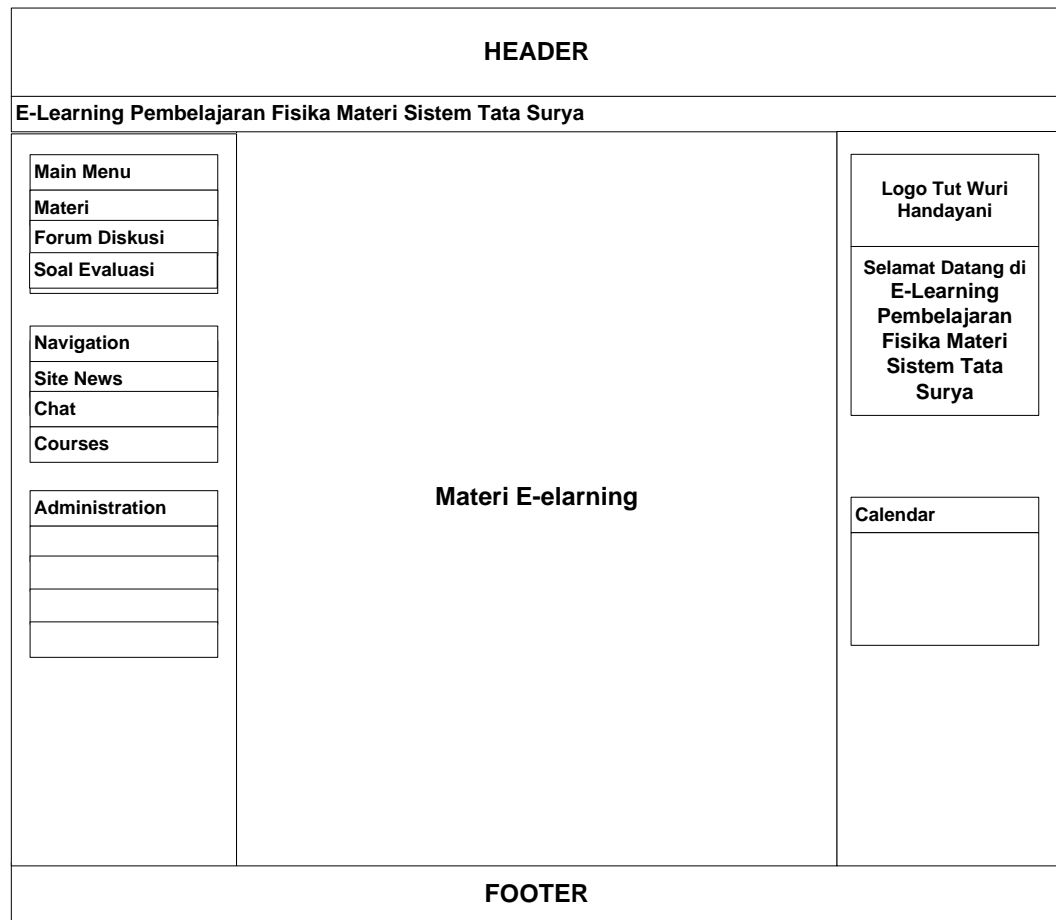 HEADER
E-Learning Pembelajaran Fisika Materi Sistem Tata Surya
Main Menu
Materi
Forum Diskusi
Soal Evaluasi
Navigation
Site News
Chat
Courses
Administration
Materi E-elarning
Logo Tut Wuri
Handayani
Selamat Datang di
E-Learning
Pembelajaran
Fisika Materi
Sistem Tata
Surya
Calendar
FOOTER